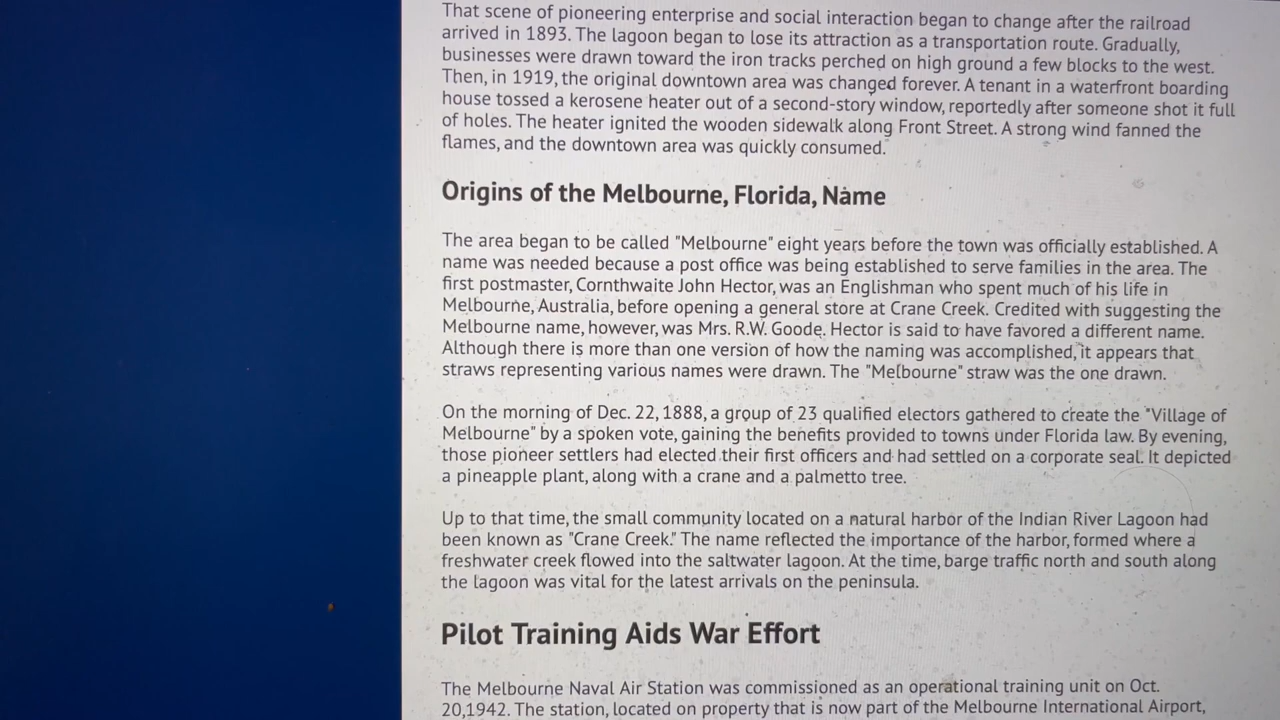 That scene of pioneering enterprise and social interaction began to change after the railroad
arrived in 1893. The lagoon began to lose its attraction as a transportation route. Gradually,
businesses were drawn toward the iron tracks perched on high ground a few blocks to the west.
Then, in 1919, the original downtown area was changed forever. A tenant in a waterfront boarding
house tossed a kerosene heater out of a second-story window, reportedly after someone shot it full
of holes. The heater ignited the wooden sidewalk along Front Street. A strong wind fanned the
flames, and the downtown area was quickly consumed.
Origins of the Melbourne, Florida, Name
The area began to be called "Melbourne" eight years before the town was officially established. A
name was needed because a post office was being established to serve families in the area. The
first postmaster, Cornthwaite John Hector, was an Englishman who spent much of his life in
Melbourne, Australia, before opening a general store at Crane Creek. Credited with suggesting the
Melbourne name, however, was Mrs. R.W. Goode. Hector is said to have favored a different name.
Although there is more than one version of how the naming was accomplished, it appears that
straws representing various names were drawn. The "Melbourne" straw was the one drawn.
On the morning of Dec. 22, 1888, a group of 23 qualified electors gathered to create the "Village of
Melbourne" by a spoken vote, gaining the benefits provided to towns under Florida law. By evening,
those pioneer settlers had elected their first officers and had settled on a corporate seal. It depicted
a pineapple plant, along with a crane and a palmetto tree.
Up to that time, the small community located on a natural harbor of the Indian River Lagoon had
been known as "Crane Creek." The name reflected the importance of the harbor, formed where a
freshwater creek flowed into the saltwater lagoon. At the time, barge traffic north and south along
the lagoon was vital for the latest arrivals on the peninsula.
Pilot Training Aids War Effort
The Melbourne Naval Air Station was commissioned as an operational training unit on Oct.
20,1942. The station, located on property that is now part of the Melbourne International Airport,